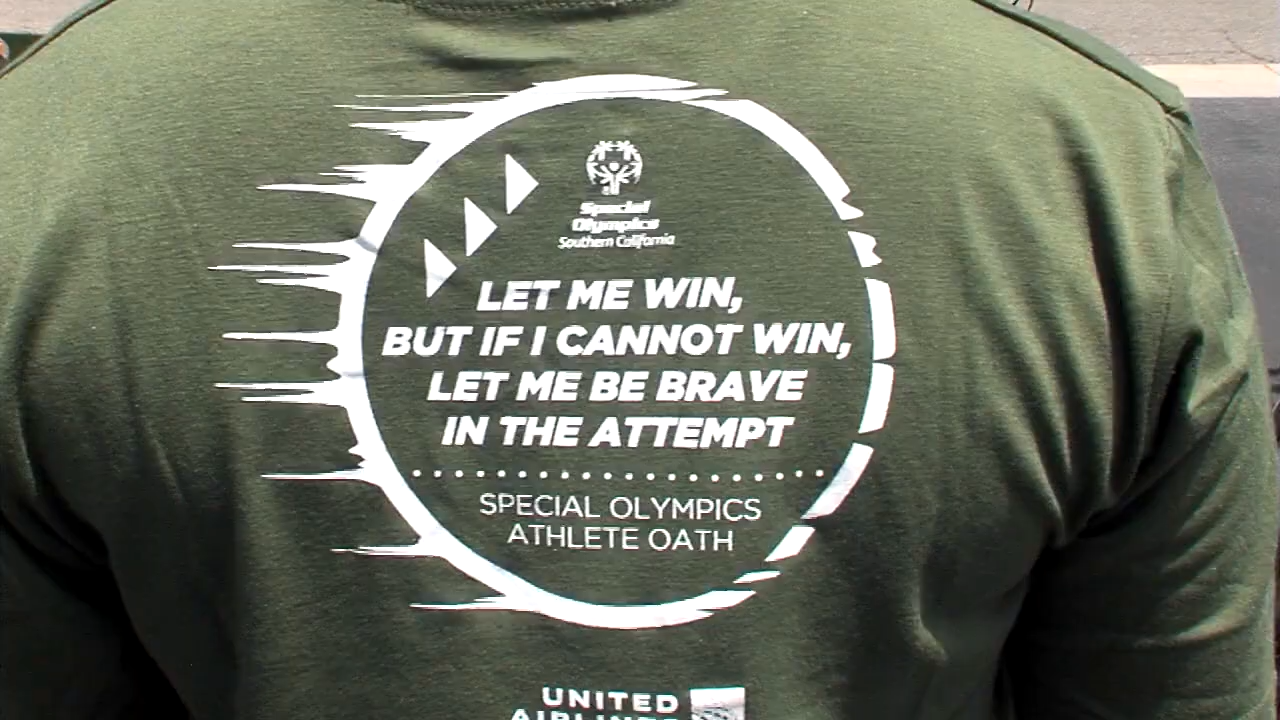 Special
Olympics
Southern California
LET ME WIN,
BUT IF I CANNOT WIN,
LET ME BE BRAVE
IN THE ATTEMPT
SPECIAL OLYMPICS
ATHLETE OATH
UNITED
AIRLINES